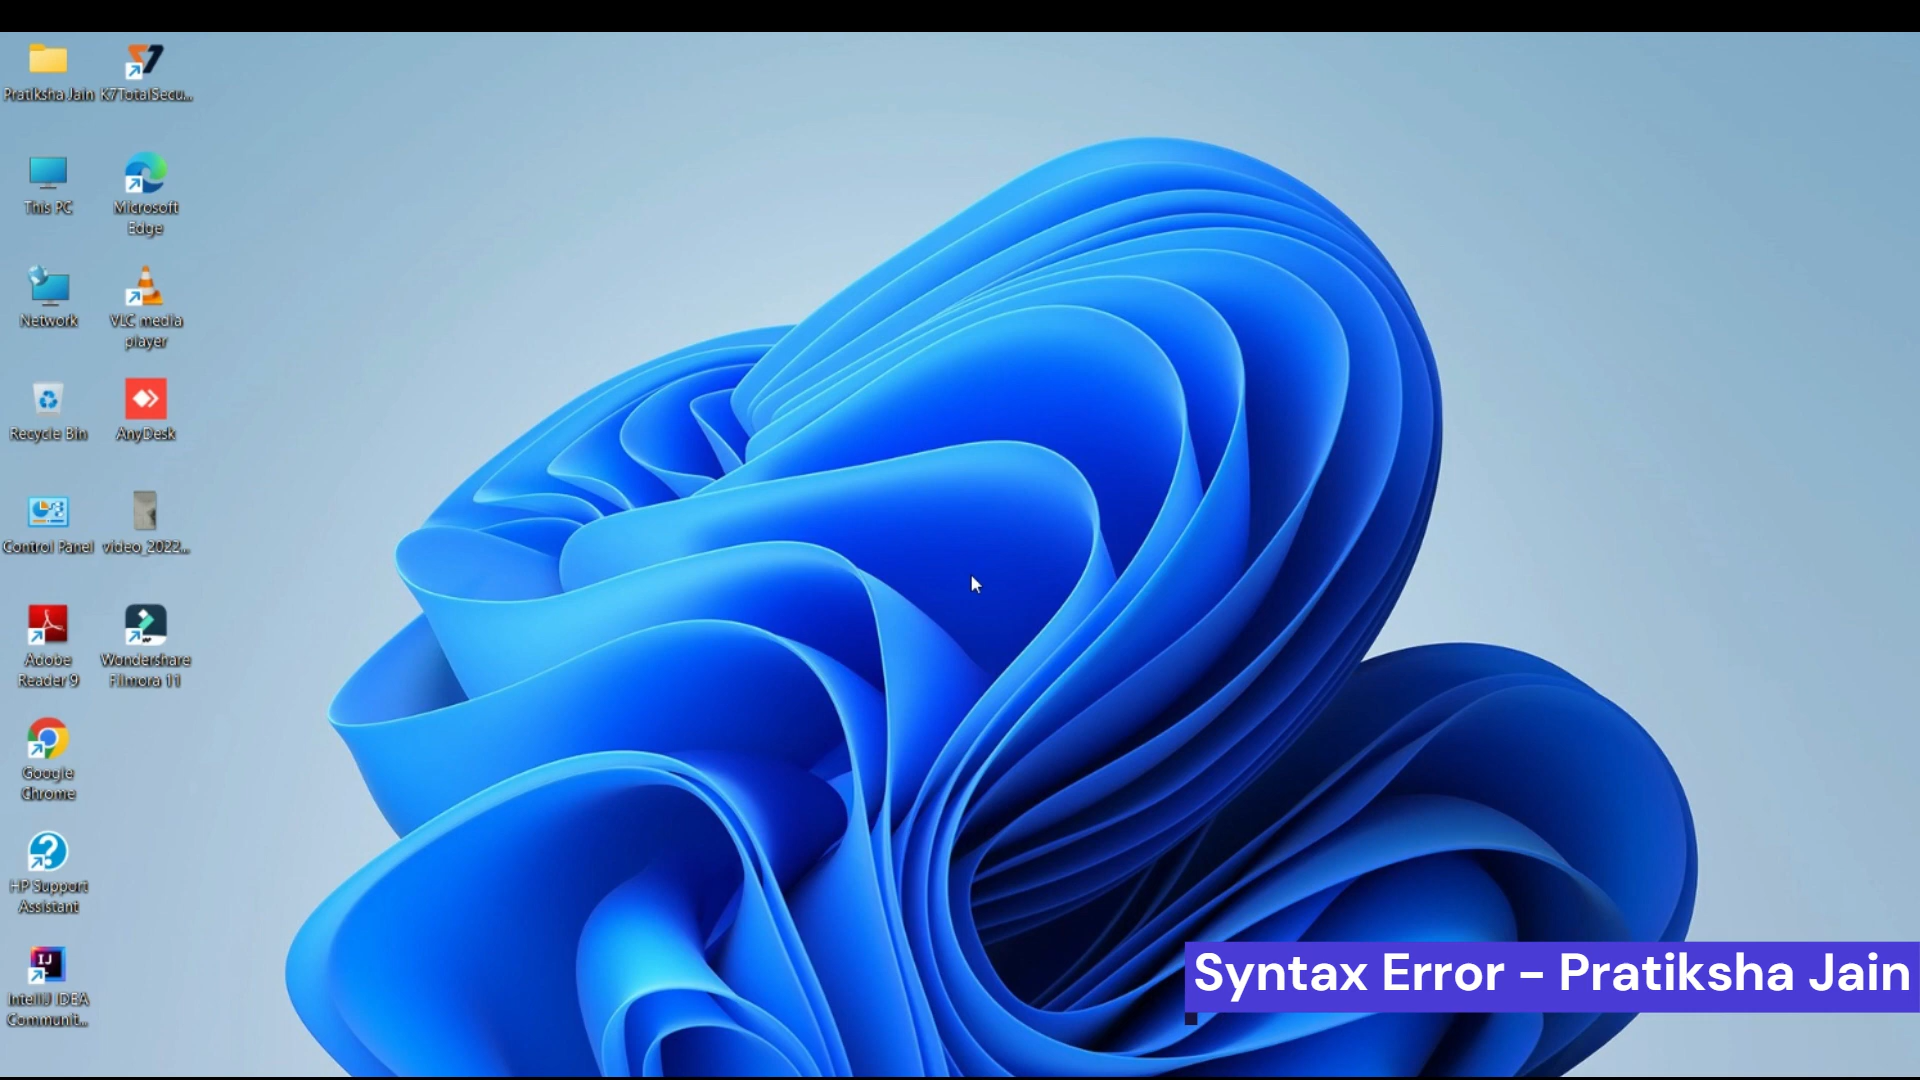 Pratiksha Jain
K7TotalSecu...
This PC
Microsoft
Edge
Network
VLC media
player
Recycle Bin
AnyDesk
Control Panel
video_2022...
Adobe
Reader 9
Wondershare
Filmora 11
Google
Chrome
HP Support
Assistant
IntelliJ IDEA
Communit...
Syntax Error - Pratiksha Jain